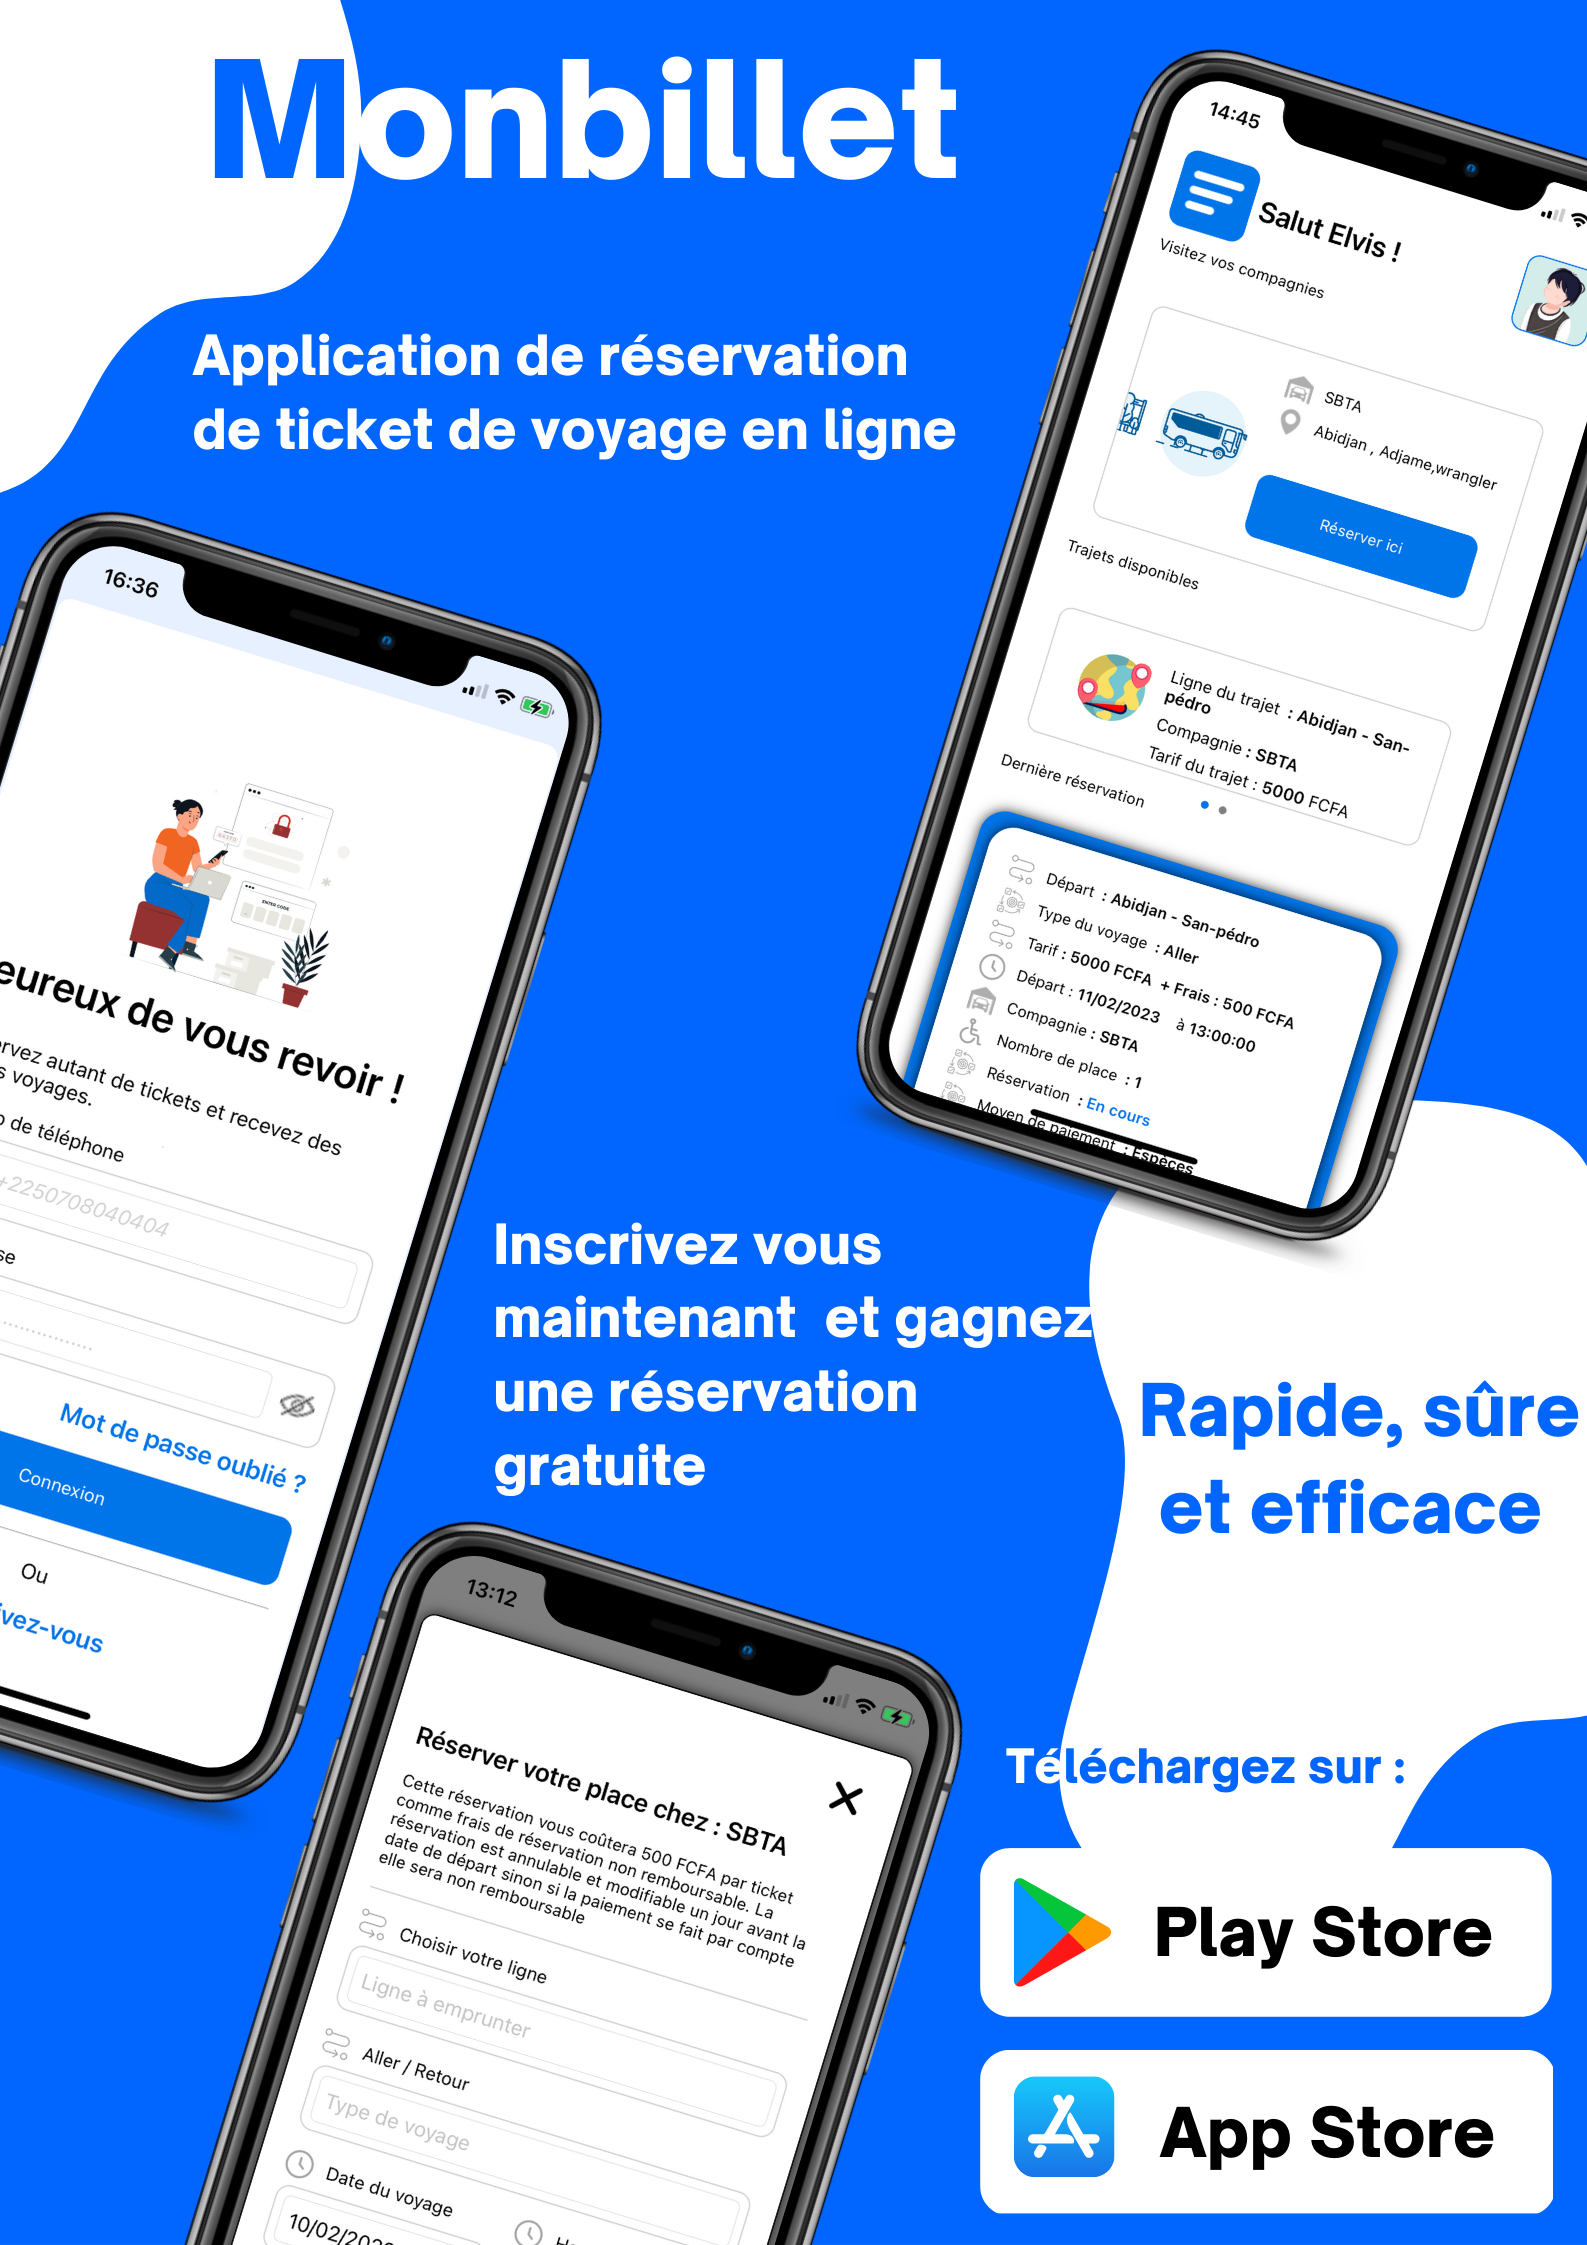 Monbillet
Application de réservation
de ticket de voyage en ligne
14:45
Salut Elvis !
Visitez vos compagnies
SBTA
Abidjan , Adjame,wrangler
Réserver ici
Trajets disponibles
Ligne du trajet : Abidjan - San-
pédro
Compagnie : SBTA
Tarif du trajet : 5000 FCFA
Dernière réservation
Départ : Abidjan - San-pédro
Type du voyage : Aller
Tarif : 5000 FCFA + Frais : 500 FCFA
Départ : 11/02/2023 à 13:00:00
Compagnie : SBTA
Nombre de place : 1
Réservation : En cours
Moyen de paiement : Espèces
16:36
ENTER CODE
eureux de vous revoir !
rvez autant de tickets et recevez des
s voyages.
o de téléphone
+2250708040404
se
Mot de passe oublié ?
Connexion
Ou
ivez-vous
Inscrivez vous
maintenant et gagnez
une réservation
gratuite
Rapide, sûre
et efficace
13:12
Réserver votre place chez : SBTA
Cette réservation vous coûtera 500 FCFA par ticket
comme frais de réservation non remboursable. La
réservation est annulable et modifiable un jour avant la
date de départ sinon si la paiement se fait par compte
elle sera non remboursable
Choisir votre ligne
Ligne à emprunter
Aller / Retour
Type de voyage
Date du voyage
10/02/202
Téléchargez sur :
Play Store
App Store